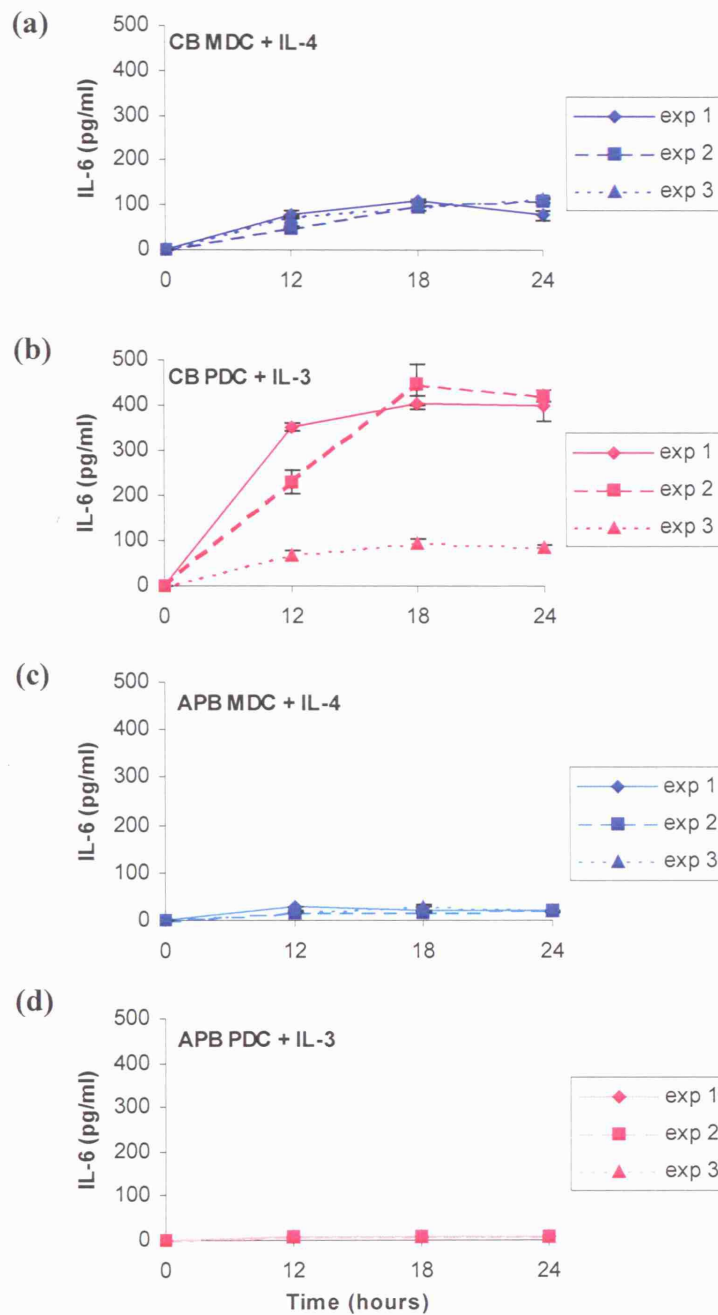 (a)
CB MDC + IL-4
IL-6 (pg/ml)
500
400
300
200
100
0
0 12 18 24
exp 1
exp 2
exp 3
(b)
CB PDC + IL-3
IL-6 (pg/ml)
500
400
300
200
100
0
0 12 18 24
exp 1
exp 2
exp 3
(c)
APB MDC + IL-4
IL-6 (pg/ml)
500
400
300
200
100
0
0 12 18 24
exp 1
exp 2
exp 3
(d)
APB PDC + IL-3
IL-6 (pg/ml)
500
400
300
200
100
0
0 12 18 24
Time (hours)
exp 1
exp 2
exp 3